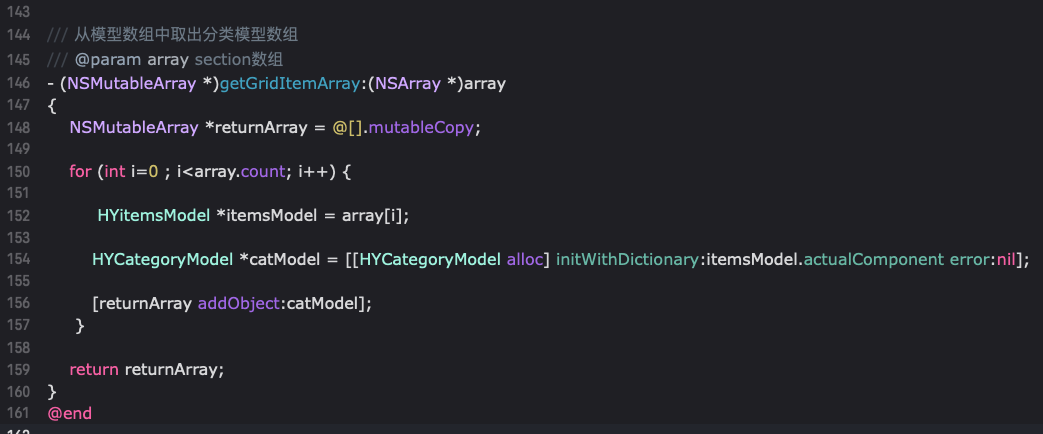 143
144 /// 从模型数组中取出分类模型数组
145 /// @param array section数组
146 - (NSMutableArray *)getGridItemArray:(NSArray *)array
147 {
148 NSMutableArray *returnArray = @[].mutableCopy;
149
150 for (int i=0 ; i<array.count; i++) {
151
152 HYitemsModel *itemsModel = array[i];
153
154 HYCategoryModel *catModel = [[HYCategoryModel alloc] initWithDictionary:itemsModel.actualComponent error:nil];
155
156 [returnArray addObject:catModel];
157 }
158
159 return returnArray;
160 }
161 @end
162